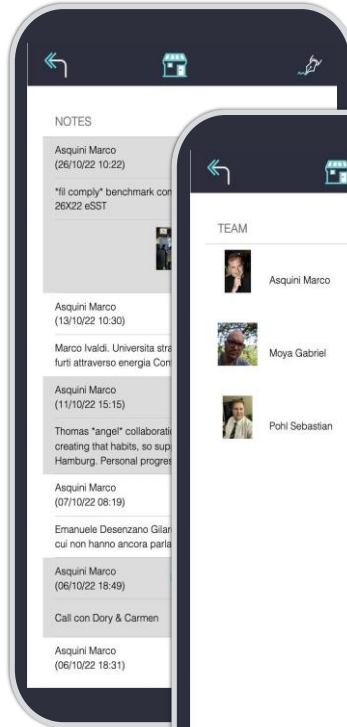 NOTES
Asquini Marco
(26/10/22 10:22)
*fil comply* benchmark con
26X22 eSST
Asquini Marco
(13/10/22 10:30)
Marco Ivaldi. Universita stra
furti attraverso energia Con
Asquini Marco
(11/10/22 15:15)
Thomas *angel* collaborati
creating that habits, so sup
Hamburg. Personal progres
Asquini Marco
(07/10/22 08:19)
Emanuele Desenzano Gilar
cui non hanno ancora parla
Asquini Marco
(06/10/22 18:49)
Call con Dory & Carmen
Asquini Marco
(06/10/22 18:31)
TEAM
Asquini Marco
Moya Gabriel
Pohl Sebastian